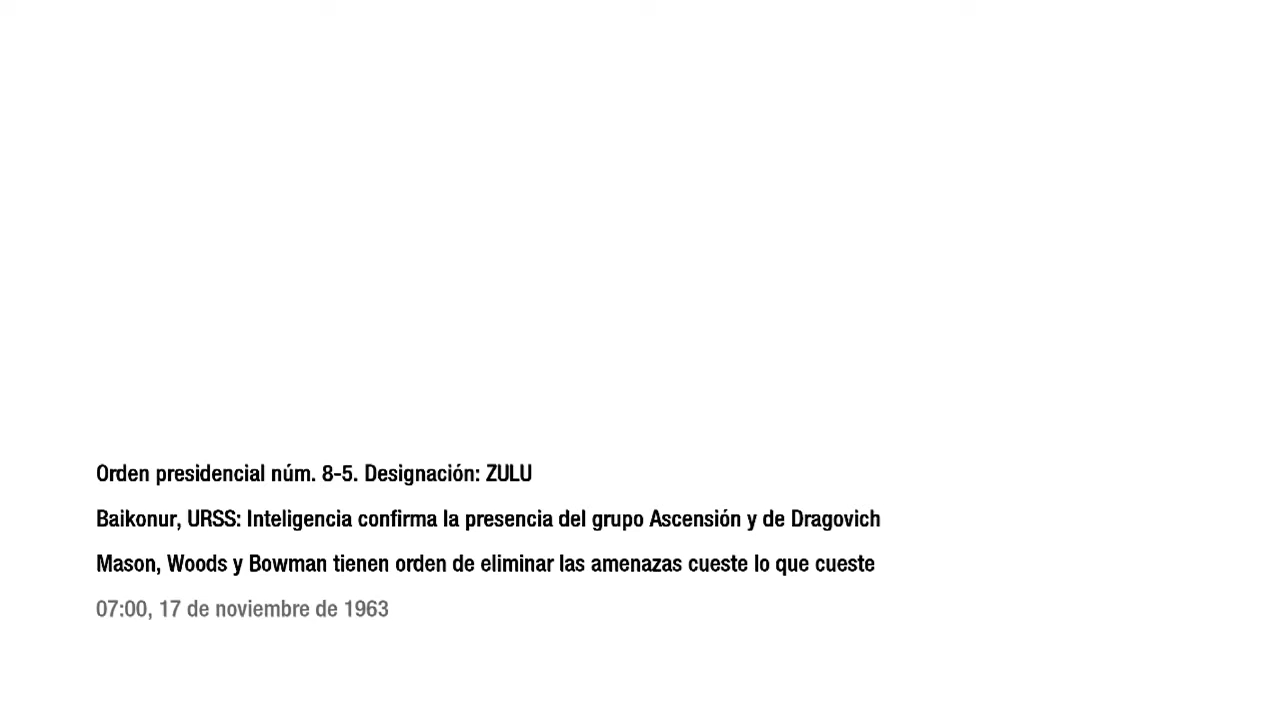 Orden presidencial núm. 8-5. Designación: ZULU
Baikonur, URSS: Inteligencia confirma la presencia del grupo Ascensión y de Dragovich
Mason, Woods y Bowman tienen orden de eliminar las amenazas cueste lo que cueste
07:00, 17 de noviembre de 1963